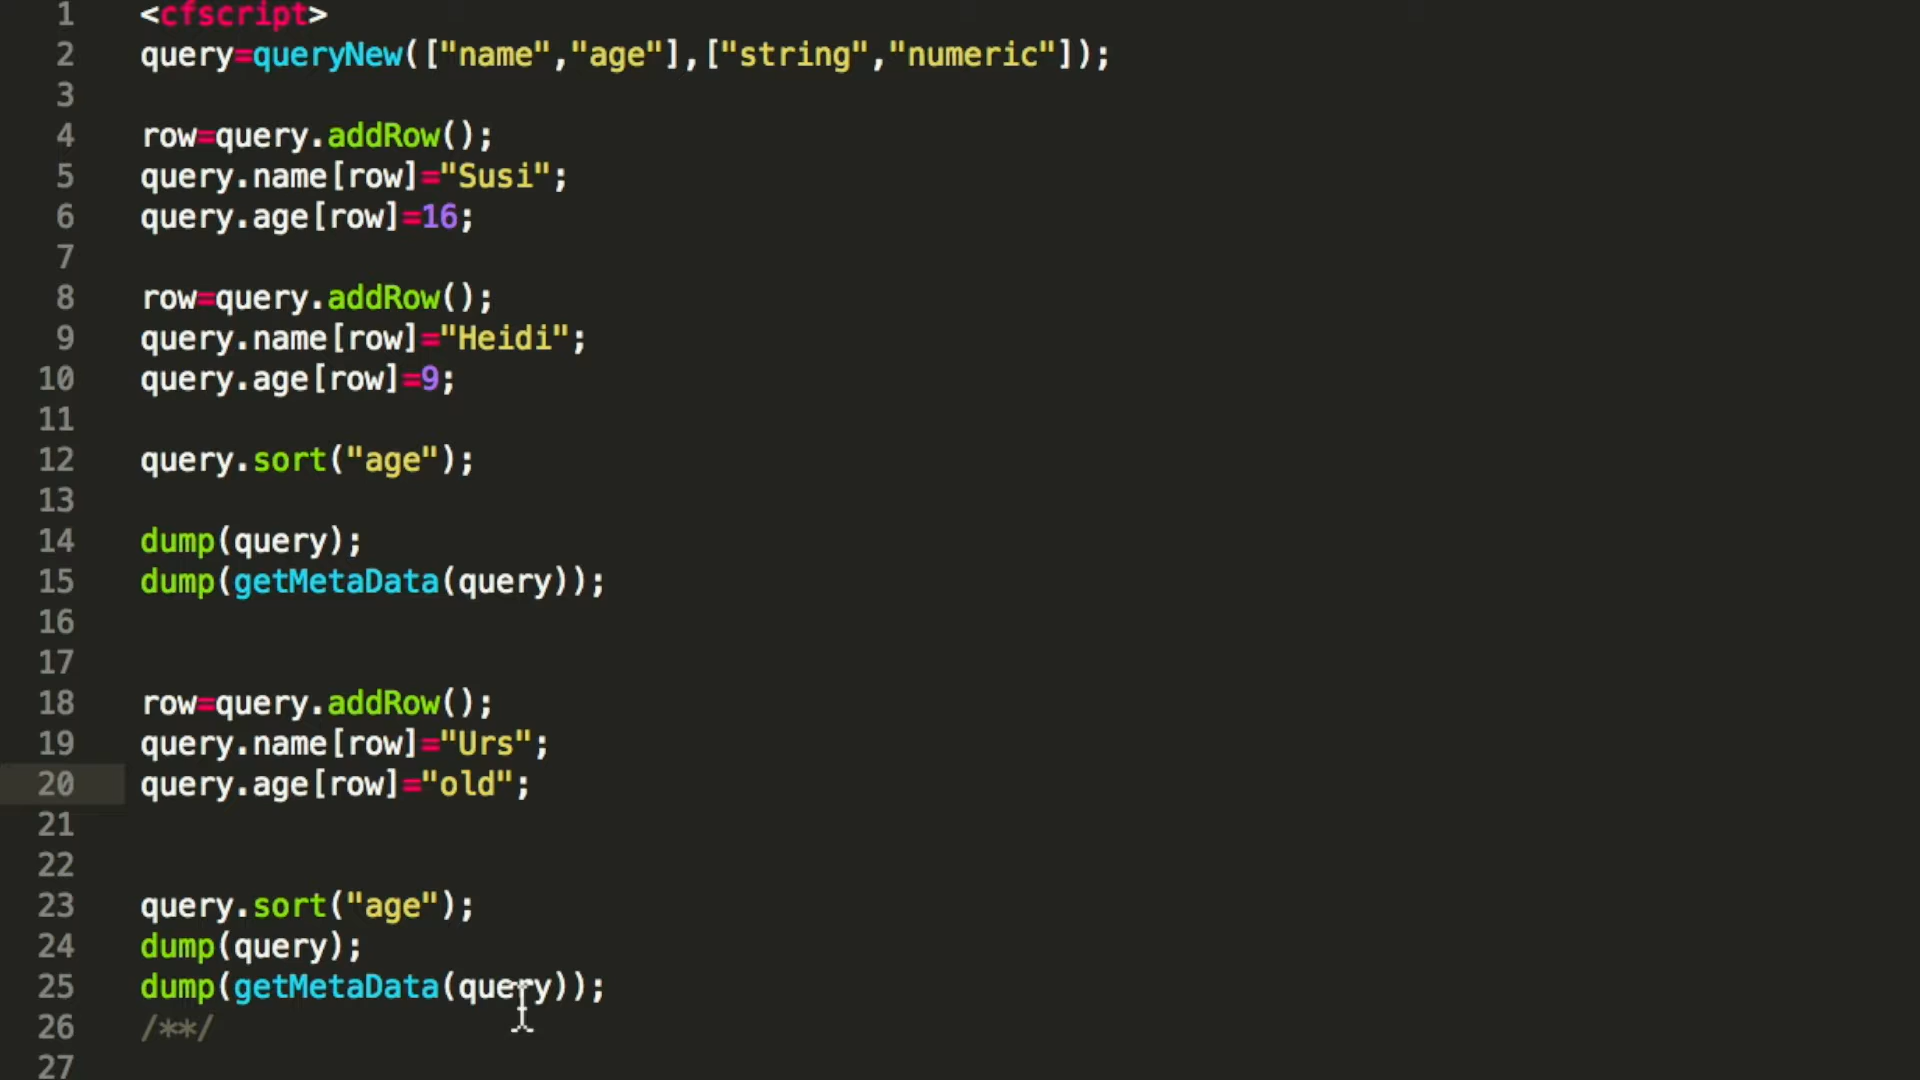 1 <cfscript>
2 query=queryNew(["name","age"],["string","numeric"]);
3
4 row=query.addRow();
5 query.name[row]="Susi";
6 query.age[row]=16;
7
8 row=query.addRow();
9 query.name[row]="Heidi";
10 query.age[row]=9;
11
12 query.sort("age");
13
14 dump(query);
15 dump(getMetaData(query));
16
17
18 row=query.addRow();
19 query.name[row]="Urs";
20 query.age[row]="old";
21
22
23 query.sort("age");
24 dump(query);
25 dump(getMetaData(query));
26 /**/
27